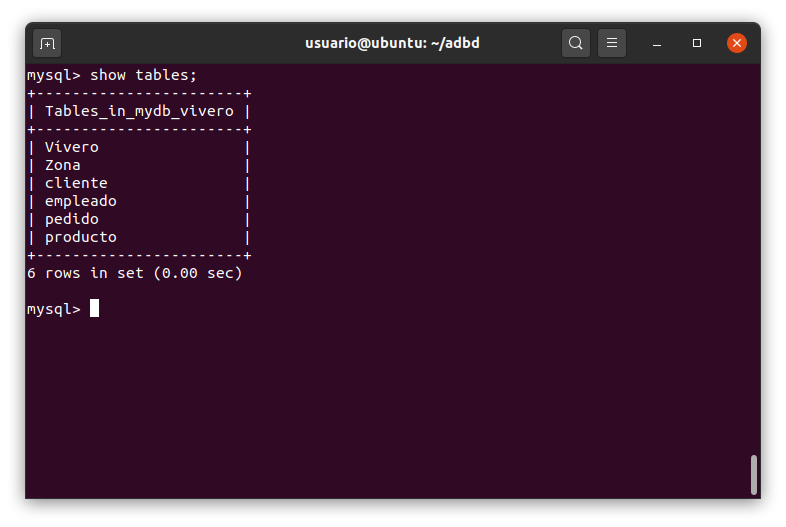 usuario@ubuntu: ~/adbd
mysql> show tables;
+-----------------------+
| Tables_in_mydb_vivero |
+-----------------------+
| Vivero                |
| Zona                  |
| cliente               |
| empleado              |
| pedido                |
| producto              |
+-----------------------+
6 rows in set (0.00 sec)
mysql>